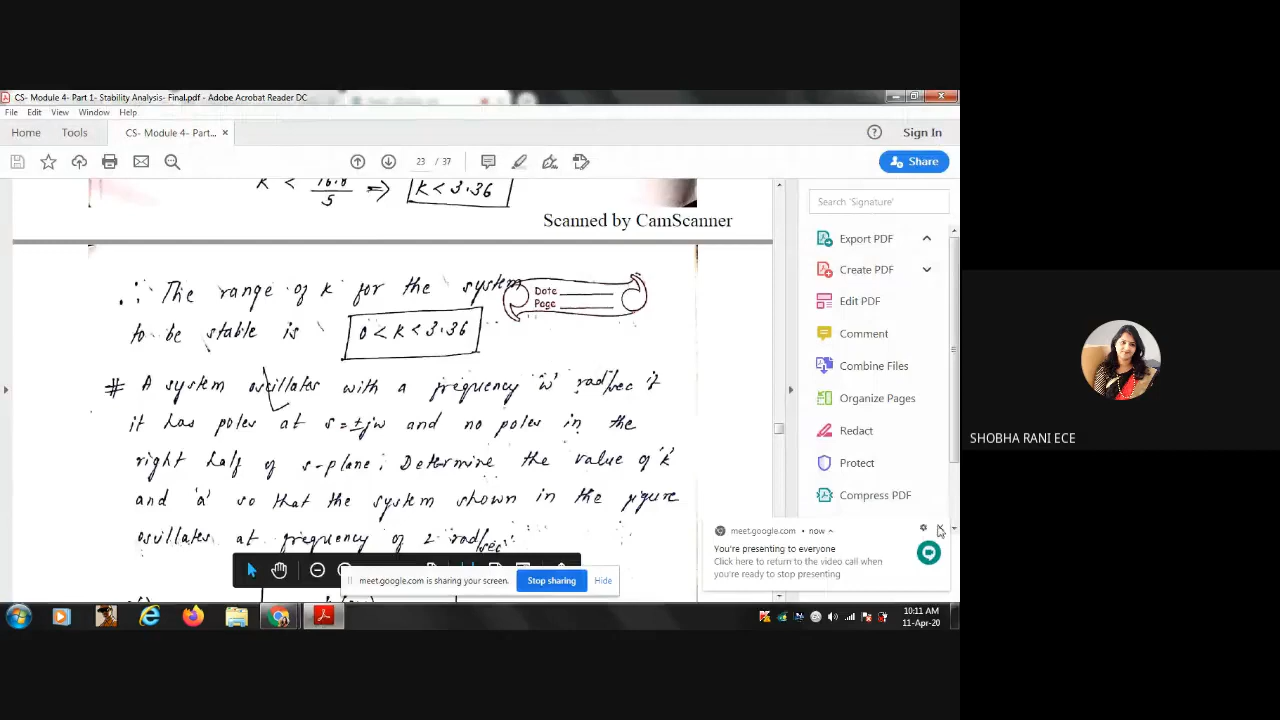 CS- Module 4- Part 1- Stability Analysis- Final.pdf - Adobe Acrobat Reader DC
File Edit View Window Help
Home Tools CS- Module 4- Part... × Sign In
23 / 37 Share
K < 16.8/5 ⇒ K < 3.36
Scanned by CamScanner
Date
Page
∴ The range of K for the system
to be stable is 0 < K < 3.36
# A system oscillates with a frequency 'ω' rad/sec if
it has poles at s=±jω and no poles in the
right half of s-plane; Determine the value of 'K'
and 'a' so that the system shown in the figure
oscillates at frequency of 2 rad/sec.
Search 'Signature'
Export PDF
Create PDF
Edit PDF
Comment
Combine Files
Organize Pages
Redact
Protect
Compress PDF
meet.google.com • now
You're presenting to everyone
Click here to return to the video call when
you're ready to stop presenting
meet.google.com is sharing your screen. Stop sharing Hide
10:11 AM
11-Apr-20
SHOBHA RANI ECE